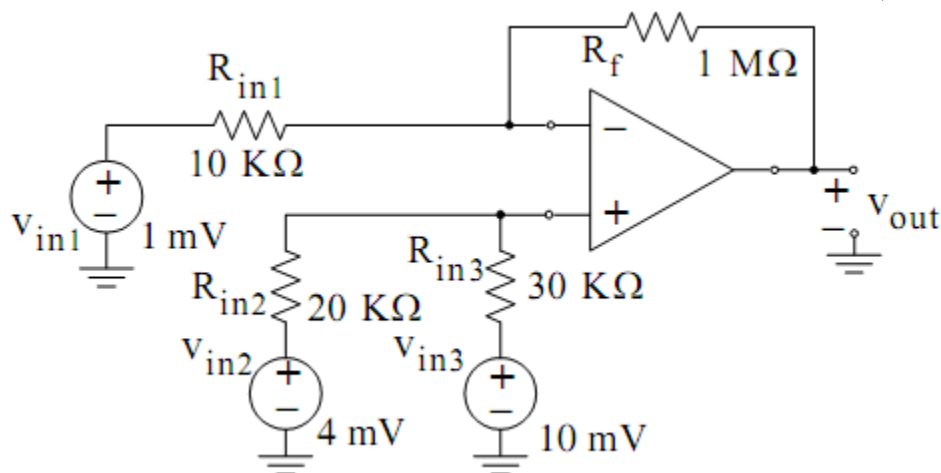 R_f
1 MΩ
R_in1
10 KΩ
−
+
−
v_in1
1 mV
+
+
−
v_out
R_in2
20 KΩ
R_in3
30 KΩ
v_in2
+
−
4 mV
v_in3
+
−
10 mV